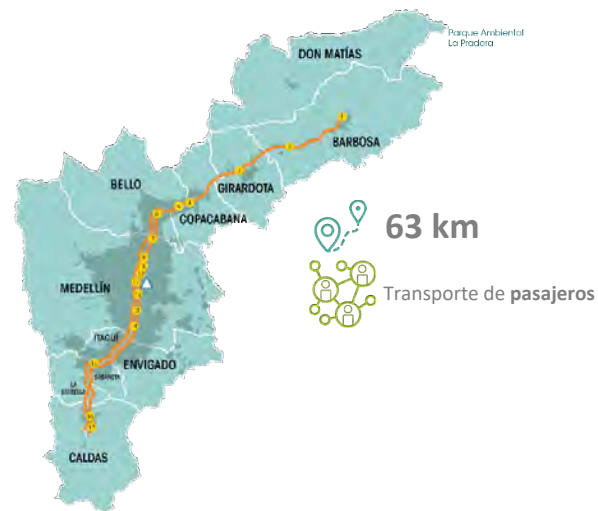 Parque Ambiental
La Pradera
DON MATÍAS
BARBOSA
BELLO
GIRARDOTA
COPACABANA
63 km
MEDELLÍN
Transporte de pasajeros
ITAGÜÍ
ENVIGADO
SABANETA
LA
ESTRELLA
CALDAS